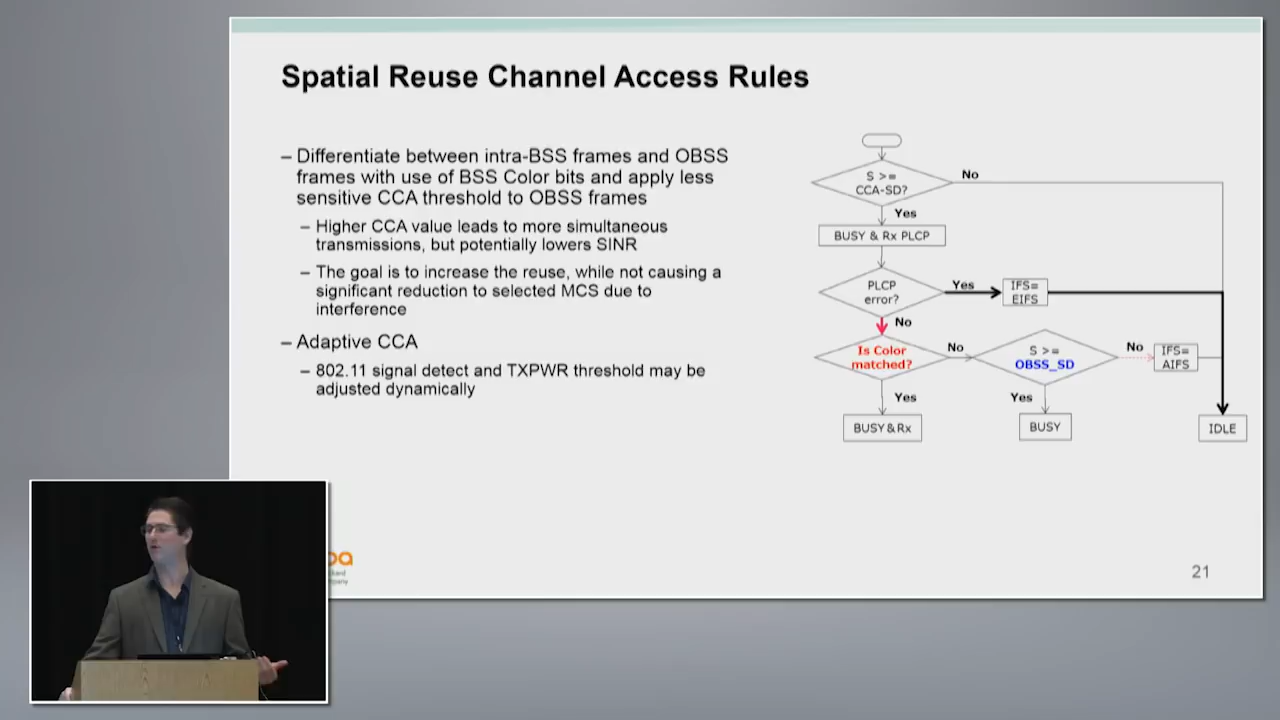 Spatial Reuse Channel Access Rules
– Differentiate between intra-BSS frames and OBSS
frames with use of BSS Color bits and apply less
sensitive CCA threshold to OBSS frames
– Higher CCA value leads to more simultaneous
transmissions, but potentially lowers SINR
– The goal is to increase the reuse, while not causing a
significant reduction to selected MCS due to
interference
– Adaptive CCA
– 802.11 signal detect and TXPWR threshold may be
adjusted dynamically
S >=
CCA-SD?
No
Yes
BUSY & Rx PLCP
PLCP
error?
Yes
IFS=
EIFS
No
Is Color
matched?
No
S >=
OBSS_SD
No
IFS=
AIFS
Yes
Yes
BUSY & Rx
BUSY
IDLE
21